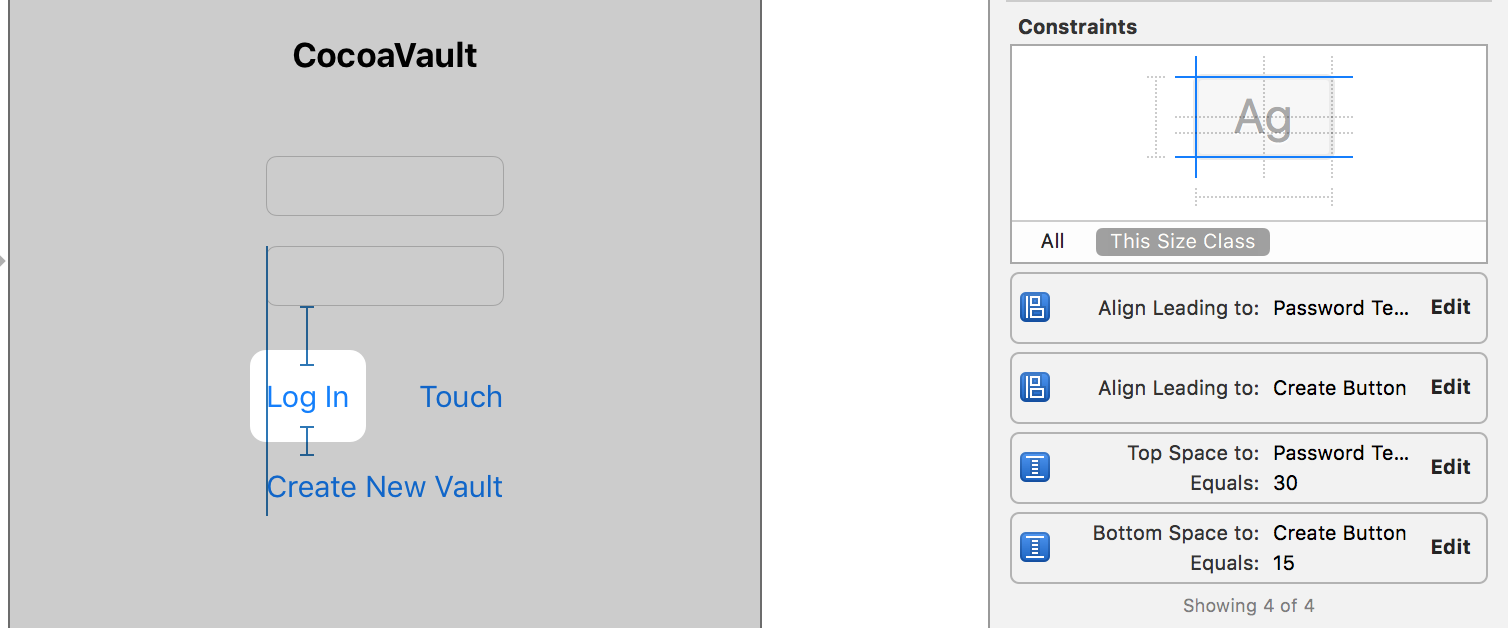 CocoaVault
Log In
Touch
Create New Vault
Constraints
Ag
All
This Size Class
Align Leading to: Password Te... Edit
Align Leading to: Create Button Edit
Top Space to: Password Te...
Equals: 30
Edit
Bottom Space to: Create Button
Equals: 15
Edit
Showing 4 of 4